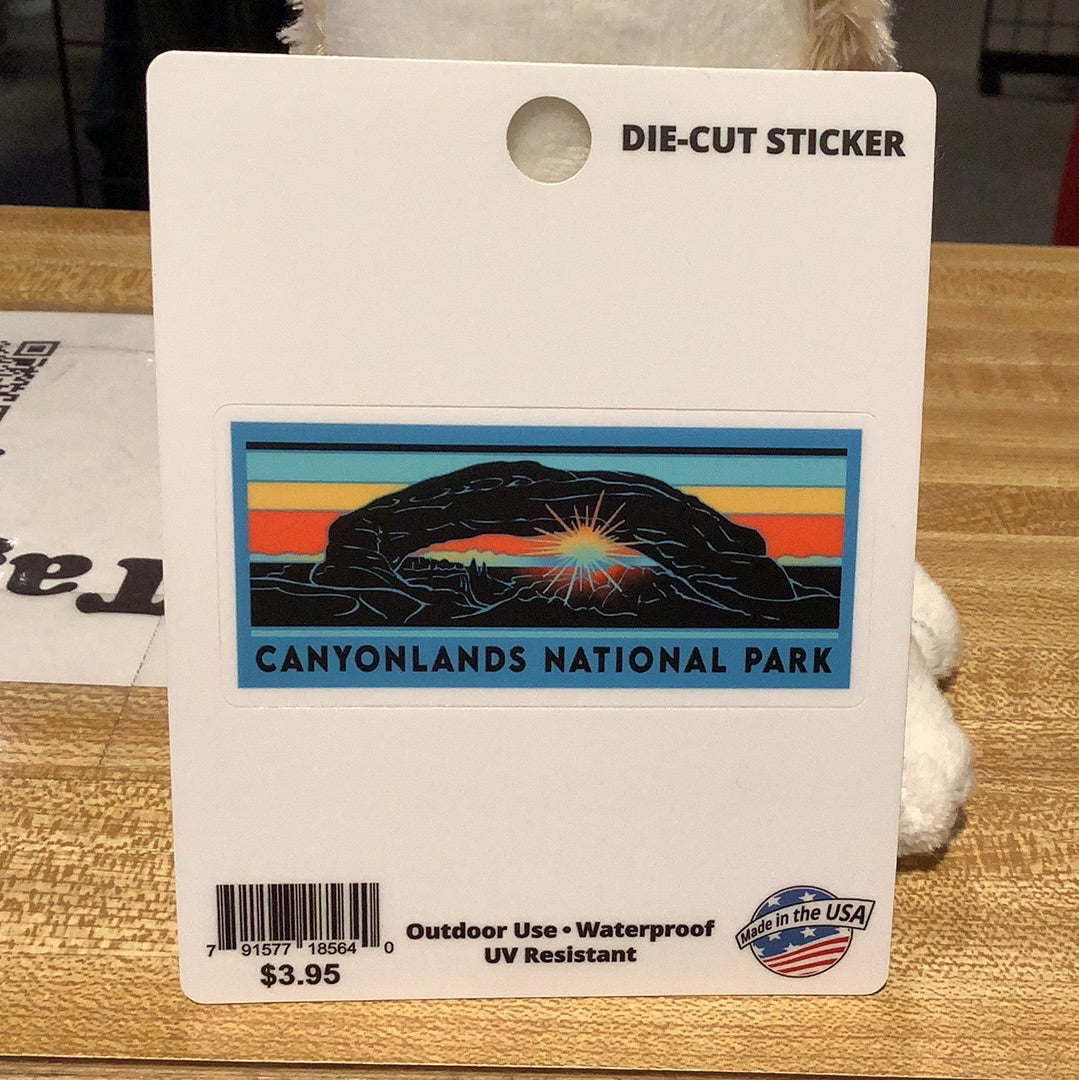 DIE-CUT STICKER
CANYONLANDS NATIONAL PARK
7 91577 18564 0
$3.95
Outdoor Use • Waterproof
UV Resistant
Made in the USA